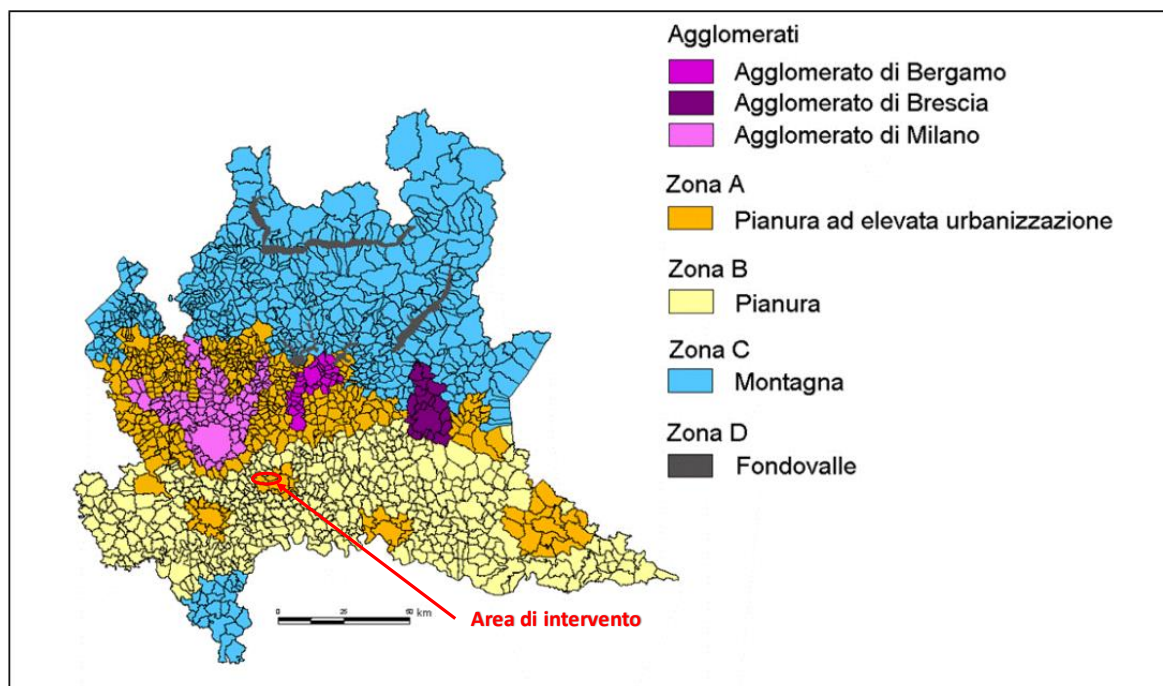 Agglomerati
Agglomerato di Bergamo
Agglomerato di Brescia
Agglomerato di Milano
Zona A
Pianura ad elevata urbanizzazione
Zona B
Pianura
Zona C
Montagna
Zona D
Fondovalle
0 25 50 km
Area di intervento